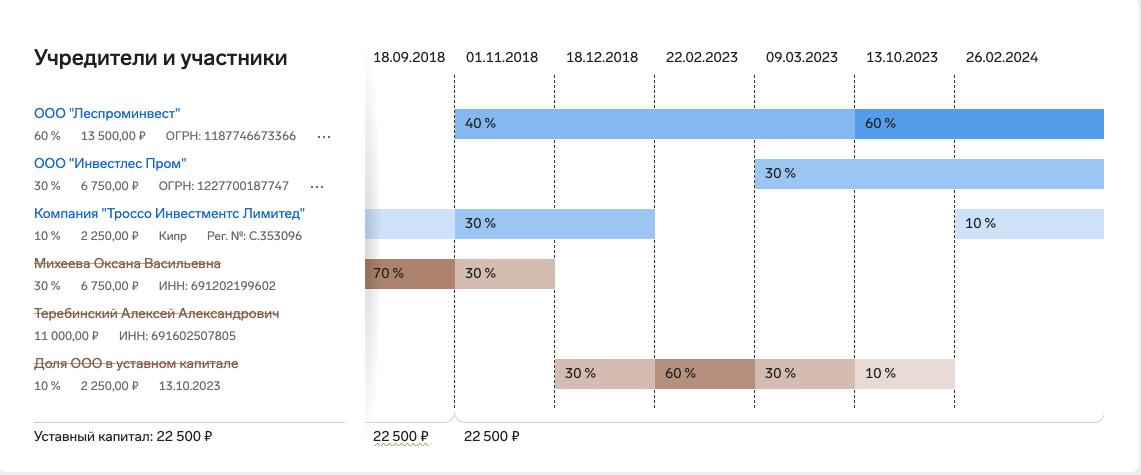 Учредители и участники
18.09.2018 01.11.2018 18.12.2018 22.02.2023 09.03.2023 13.10.2023 26.02.2024
ООО "Леспроминвест"
60 % 13 500,00 ₽ ОГРН: 1187746673366 ...
40 % 60 %
ООО "Инвестлес Пром"
30 % 6 750,00 ₽ ОГРН: 1227700187747 ...
30 %
Компания "Троссо Инвестментс Лимитед"
10 % 2 250,00 ₽ Кипр Рег. №: С.353096
30 % 10 %
Михеева Оксана Васильевна
30 % 6 750,00 ₽ ИНН: 691202199602
70 % 30 %
Теребинский Алексей Александрович
11 000,00 ₽ ИНН: 691602507805
Доля ООО в уставном капитале
10 % 2 250,00 ₽ 13.10.2023
30 % 60 % 30 % 10 %
Уставный капитал: 22 500 ₽ 22 500 ₽ 22 500 ₽